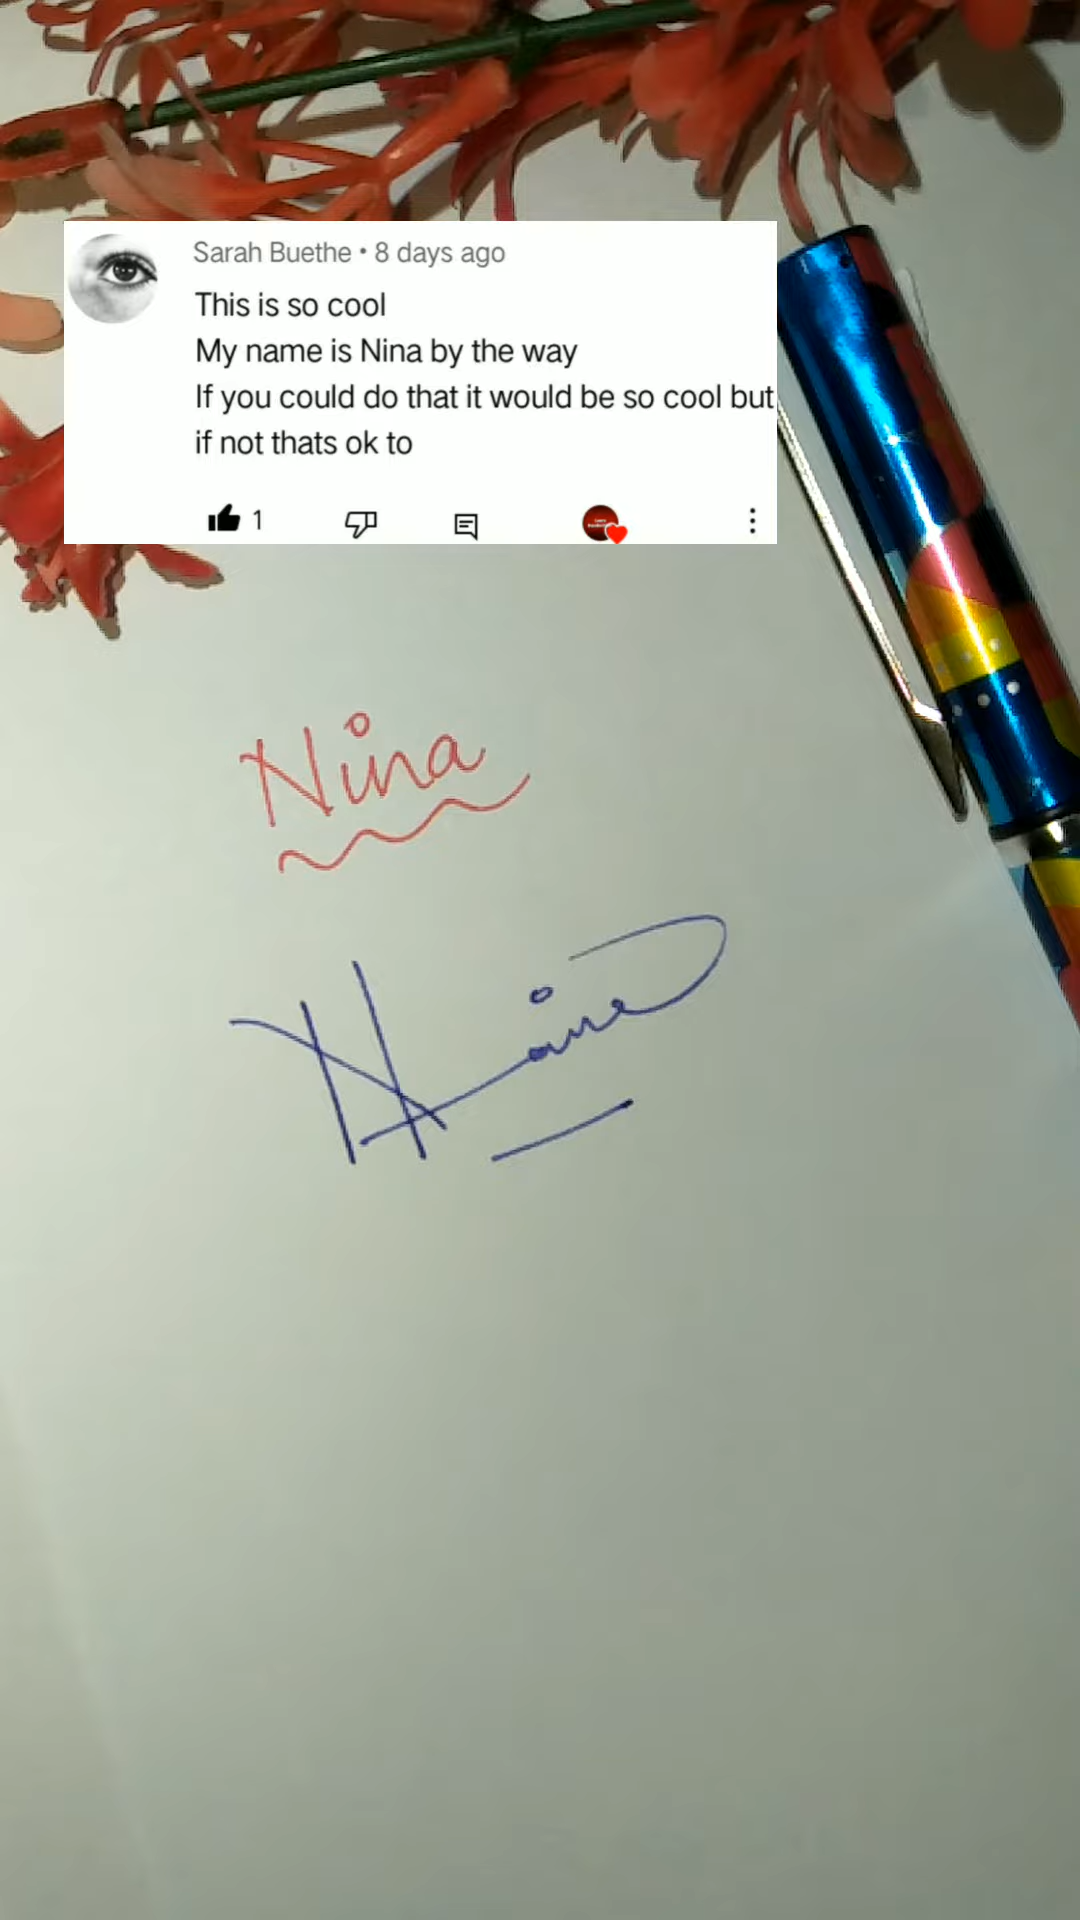 Sarah Buethe • 8 days ago
This is so cool
My name is Nina by the way
If you could do that it would be so cool but
if not thats ok to
1
Nina